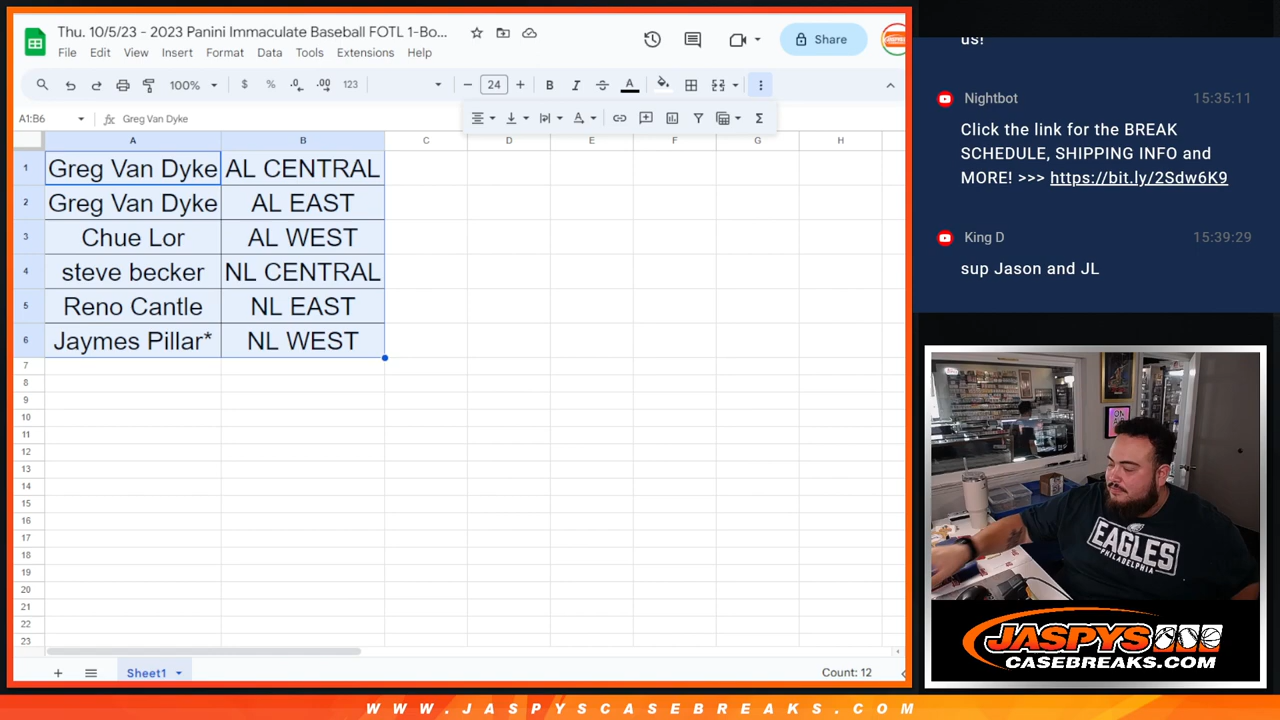 Thu. 10/5/23 - 2023 Panini Immaculate Baseball FOTL 1-Bo...
File Edit View Insert Format Data Tools Extensions Help
Share
100% $ % .0 .00 123 24 B I S A
A1:B6 fx Greg Van Dyke
A B C D E F G H
1 Greg Van Dyke AL CENTRAL
2 Greg Van Dyke AL EAST
3 Chue Lor AL WEST
4 steve becker NL CENTRAL
5 Reno Cantle NL EAST
6 Jaymes Pillar* NL WEST
7
8
9
10
11
12
13
14
15
16
17
18
19
20
21
22
23
Sheet1
Count: 12
us!
Nightbot 15:35:11
Click the link for the BREAK
SCHEDULE, SHIPPING INFO and
MORE! >>> https://bit.ly/2Sdw6K9
King D 15:39:29
sup Jason and JL
EAGLES
PHILADELPHIA
JASPYS
CASEBREAKS.COM
WWW.JASPYSCASEBREAKS.COM